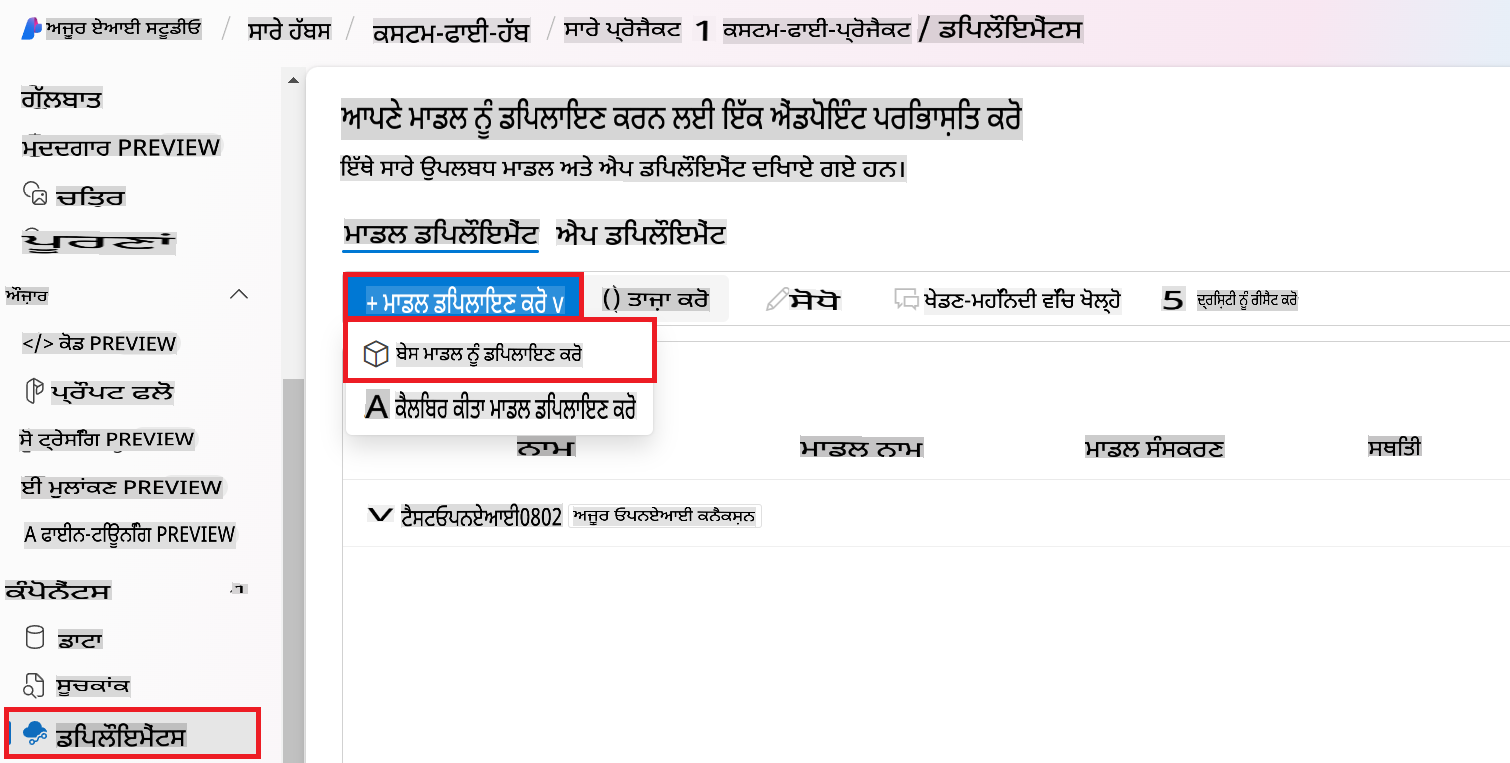 ਅਜ਼ੂਰ ਏਆਈ ਸਟੂਡੀਓ / ਸਾਰੇ ਹੱਬਸ / ਕਸਟਮ-ਫਾਈ-ਹੱਬ / ਸਾਰੇ ਪ੍ਰੋਜੈਕਟ 1 ਕਸਟਮ-ਫਾਈ-ਪ੍ਰੋਜੈਕਟ / ਡਿਪਲੌਇਮੈਂਟਸ
ਗੱਲਬਾਤ
ਮਦਦਗਾਰ PREVIEW
ਚਿੱਤਰ
ਪੂਰਣਾਂ
ਔਜ਼ਾਰ
</> ਕੋਡ PREVIEW
ਪ੍ਰੌਂਪਟ ਫਲੋ
ਸੋ ਟ੍ਰੇਸਿੰਗ PREVIEW
ਈ ਮੁਲਾਂਕਣ PREVIEW
A ਫਾਈਨ-ਟਿਊਨਿੰਗ PREVIEW
ਕੰਪੋਨੈਂਟਸ
ਡਾਟਾ
ਸੂਚਕਾਂਕ
ਡਿਪਲੌਇਮੈਂਟਸ
ਆਪਣੇ ਮਾਡਲ ਨੂੰ ਡਿਪਲਾਇਣ ਕਰਨ ਲਈ ਇੱਕ ਐਂਡਪੋਇੰਟ ਪਰਿਭਾਸ਼ਿਤ ਕਰੋ
ਇੱਥੇ ਸਾਰੇ ਉਪਲਬਧ ਮਾਡਲ ਅਤੇ ਐਪ ਡਿਪਲੌਇਮੈਂਟ ਦਿਖਾਏ ਗਏ ਹਨ।
ਮਾਡਲ ਡਿਪਲੌਇਮੈਂਟ ਐਪ ਡਿਪਲੌਇਮੈਂਟ
+ ਮਾਡਲ ਡਿਪਲਾਇਣ ਕਰੋ v () ਤਾਜ਼ਾ ਕਰੋ ਸੋਧੋ ਖੇਡਣ-ਮਹਿੰਨਦੀ ਵਿੱਚ ਖੋਲ੍ਹੋ 5 ਦ੍ਰਿਸ਼ਟੀ ਨੂੰ ਰੀਸੈਟ ਕਰੋ
ਬੇਸ ਮਾਡਲ ਨੂੰ ਡਿਪਲਾਇਣ ਕਰੋ
A ਕੈਲਬਿਰ ਕੀਤਾ ਮਾਡਲ ਡਿਪਲਾਇਣ ਕਰੋ
ਨਾਮ ਮਾਡਲ ਨਾਮ ਮਾਡਲ ਸੰਸਕਰਣ ਸਥਿਤੀ
ਟੈਸਟਓਪਨਏਆਈ0802 ਅਜ਼ੂਰ ਓਪਨਏਆਈ ਕਨੈਕਸ਼ਨ